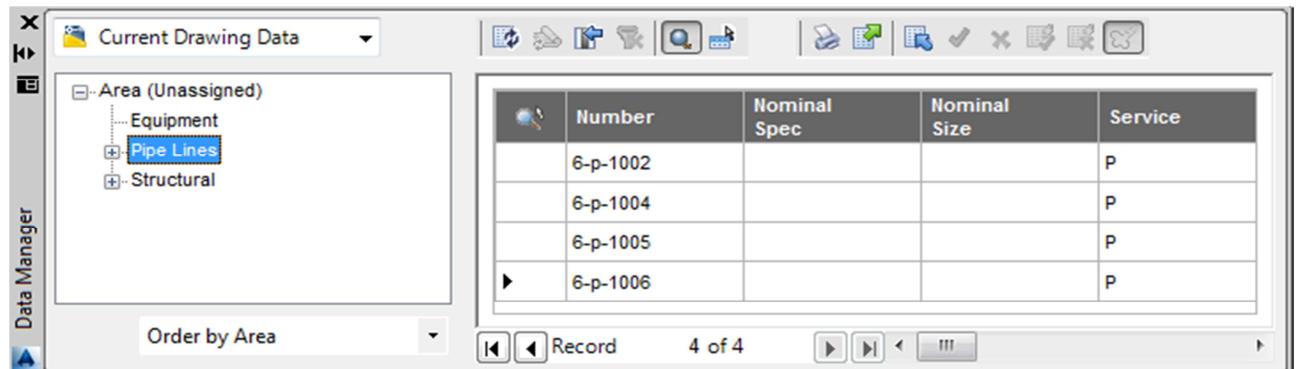 Current Drawing Data
Area (Unassigned)
Equipment
Pipe Lines
Structural
Order by Area
Data Manager
Number Nominal Spec Nominal Size Service
6-p-1002 P
6-p-1004 P
6-p-1005 P
6-p-1006 P
Record 4 of 4